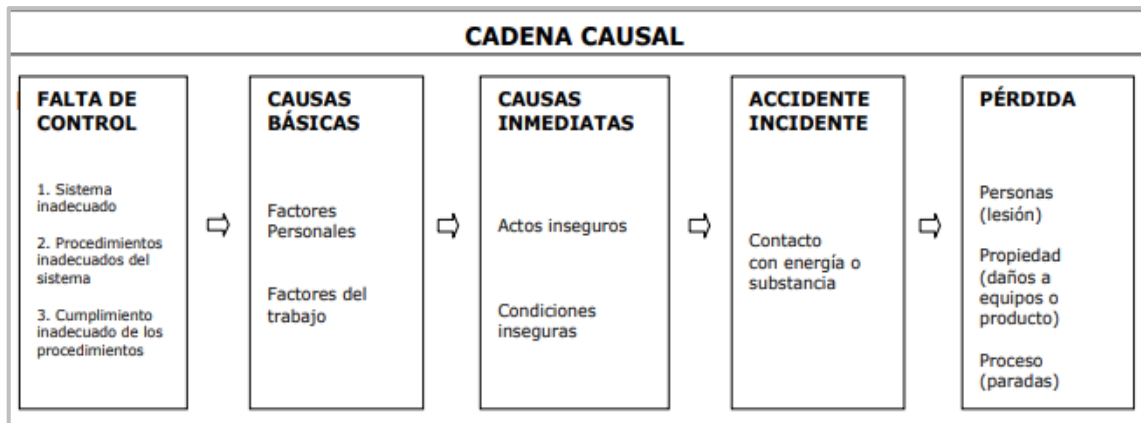 CADENA CAUSAL
FALTA DE
CONTROL
1. Sistema
inadecuado
2. Procedimientos
inadecuados del
sistema
3. Cumplimiento
inadecuado de los
procedimientos
CAUSAS
BÁSICAS
Factores
Personales
Factores del
trabajo
CAUSAS
INMEDIATAS
Actos inseguros
Condiciones
inseguras
ACCIDENTE
INCIDENTE
Contacto
con energía o
substancia
PÉRDIDA
Personas
(lesión)
Propiedad
(daños a
equipos o
producto)
Proceso
(paradas)